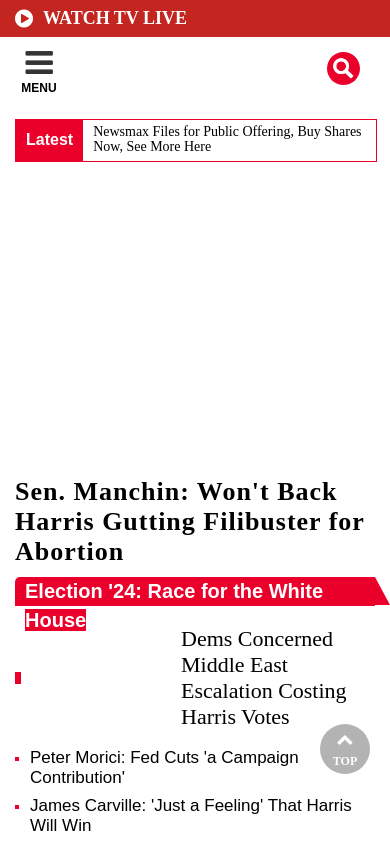 WATCH TV LIVE
MENU
Latest
Newsmax Files for Public Offering, Buy Shares
Now, See More Here
Sen. Manchin: Won't Back
Harris Gutting Filibuster for
Abortion
Election '24: Race for the White
House
Dems Concerned
Middle East
Escalation Costing
Harris Votes
Peter Morici: Fed Cuts 'a Campaign
Contribution'
James Carville: 'Just a Feeling' That Harris
Will Win
TOP